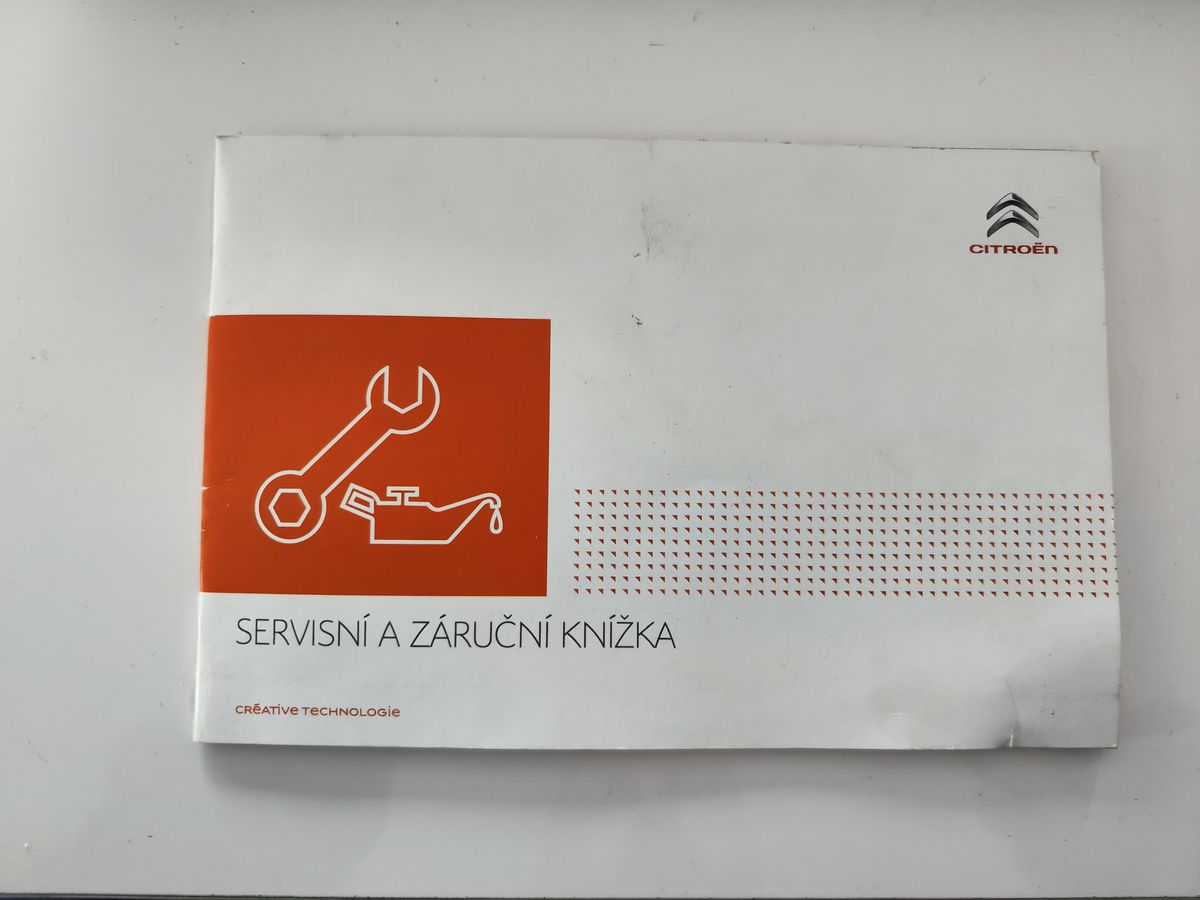 CITROËN
SERVISNÍ A ZÁRUČNÍ KNÍŽKA
CRÉATIVE TECHNOLOGIE